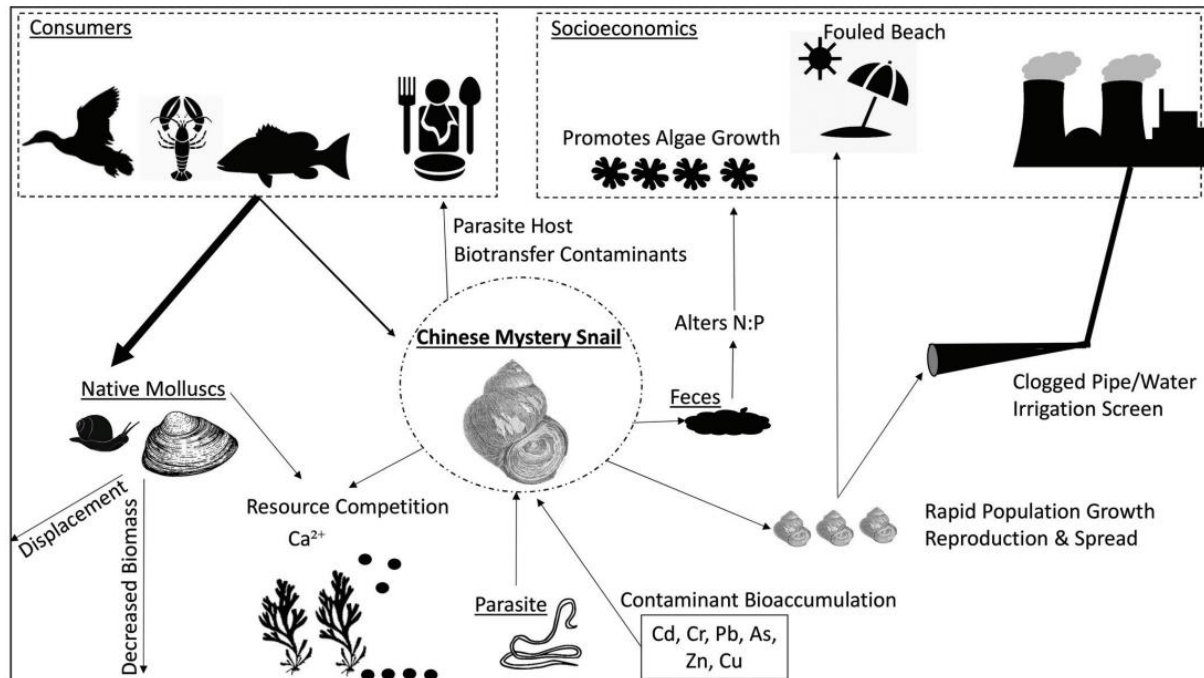 Consumers
Socioeconomics
Fouled Beach
Promotes Algae Growth
Parasite Host
Biotransfer Contaminants
Chinese Mystery Snail
Alters N:P
Feces
Clogged Pipe/Water
Irrigation Screen
Native Molluscs
Displacement
Decreased Biomass
Resource Competition
Ca²⁺
Rapid Population Growth
Reproduction & Spread
Parasite
Contaminant Bioaccumulation
Cd, Cr, Pb, As,
Zn, Cu